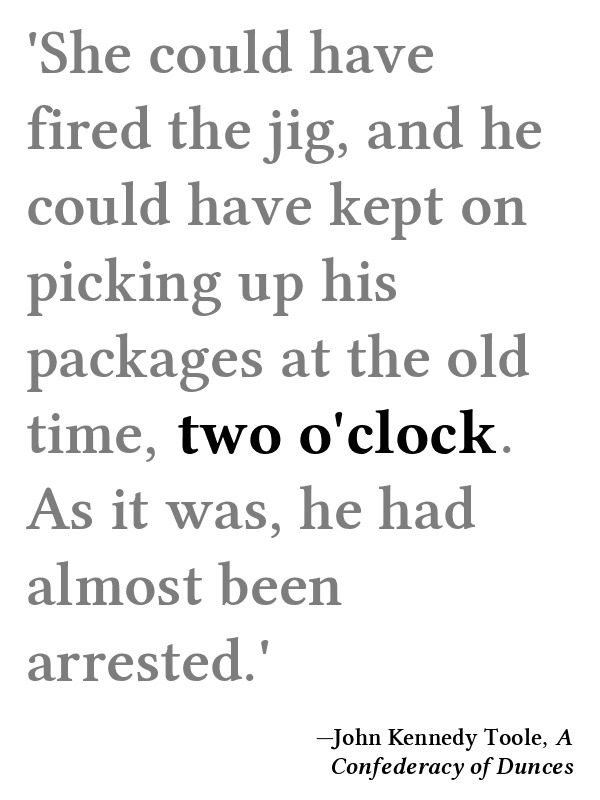 'She could have
fired the jig, and he
could have kept on
picking up his
packages at the old
time, two o'clock.
As it was, he had
almost been
arrested.'
—John Kennedy Toole, A
Confederacy of Dunces